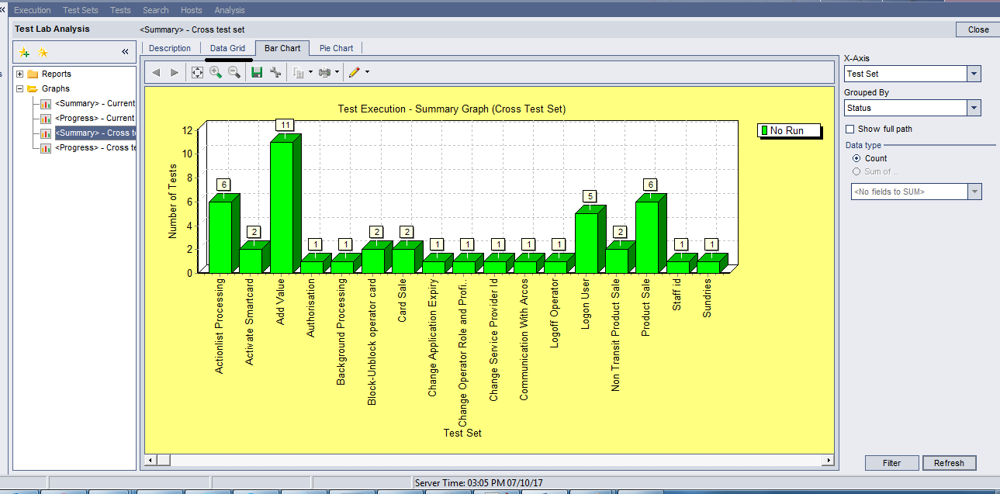 Execution Test Sets Tests Search Hosts Analysis
Test Lab Analysis
<Summary> - Cross test set
Close
Description Data Grid Bar Chart Pie Chart
Reports
Graphs
<Summary> - Current
<Progress> - Current
<Summary> - Cross t
<Progress> - Cross te
Test Execution - Summary Graph (Cross Test Set)
No Run
Number of Tests
12
10
8
6
4
2
0
6
2
11
1
1
2
2
1
1
1
1
1
5
2
6
1
1
Actionlist Processing
Activate Smartcard
Add Value
Authorisation
Background Processing
Block-Unblock operator card
Card Sale
Change Application Expiry
Change Operator Role and Profi..
Change Service Provider Id
Communication With Arcos
Logoff Operator
Logon User
Non Transit Product Sale
Product Sale
Staff id
Sundries
Test Set
X-Axis
Test Set
Grouped By
Status
Show full path
Data type
Count
Sum of ..
<No fields to SUM>
Filter Refresh
Server Time: 03:05 PM 07/10/17